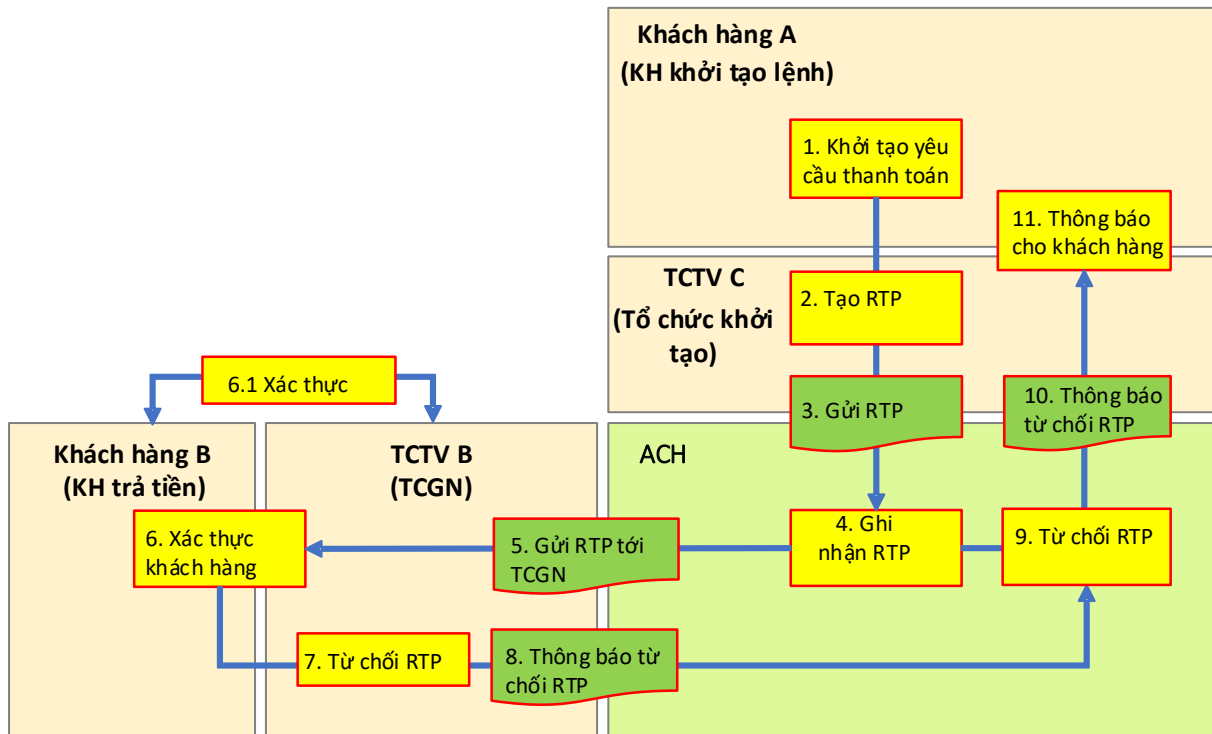 Khách hàng A
(KH khởi tạo lệnh)
1. Khởi tạo yêu
cầu thanh toán
11. Thông báo
cho khách hàng
TCTV C
(Tổ chức khởi
tạo)
2. Tạo RTP
6.1 Xác thực
3. Gửi RTP
10. Thông báo
từ chối RTP
Khách hàng B
(KH trả tiền)
TCTV B
(TCGN)
ACH
6. Xác thực
khách hàng
5. Gửi RTP tới
TCGN
4. Ghi
nhận RTP
9. Từ chối RTP
7. Từ chối RTP
8. Thông báo từ
chối RTP